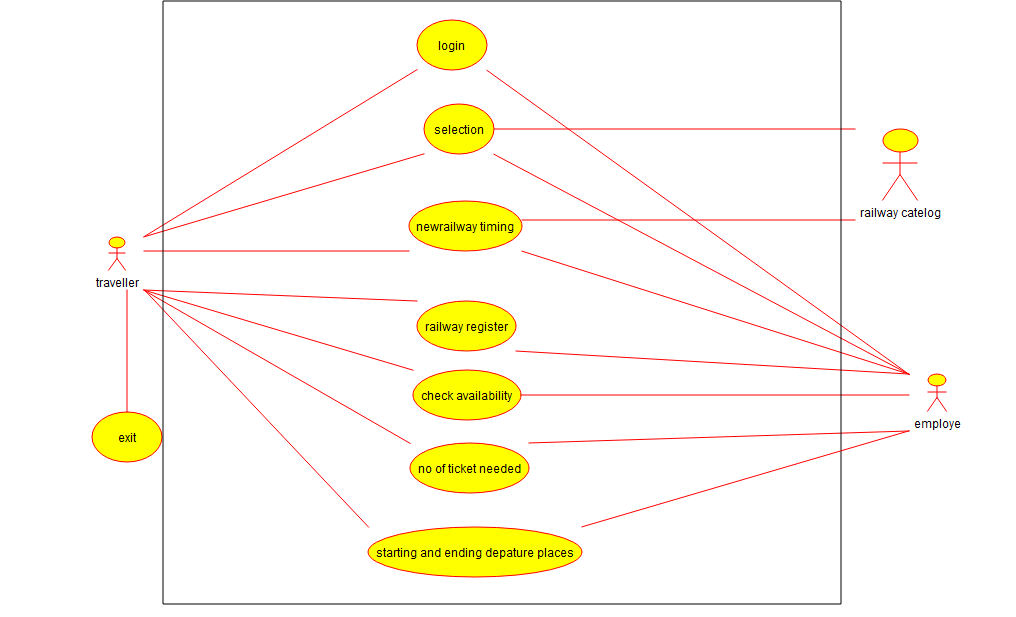 login
selection
railway catelog
newrailway timing
traveller
railway register
check availability
employe
exit
no of ticket needed
starting and ending depature places